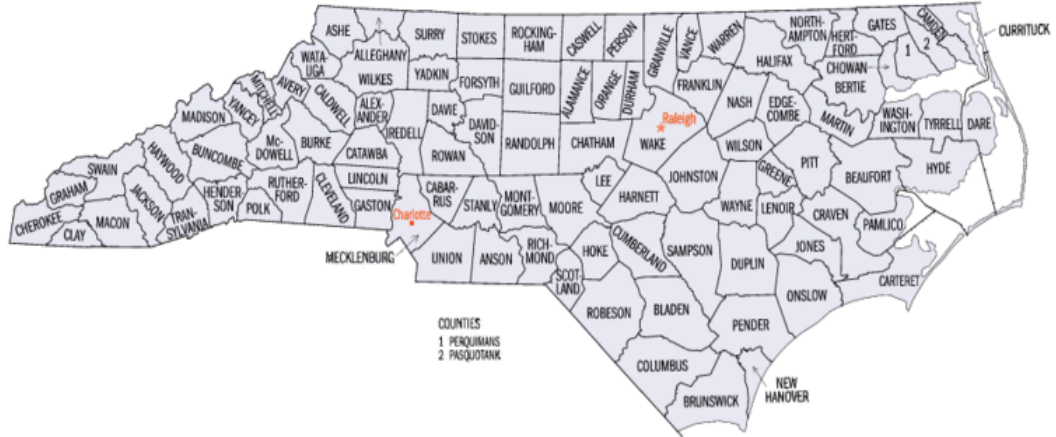 ASHE
ALLEGHANY
SURRY
STOKES
ROCKING-
HAM
CASWELL
PERSON
GRANVILLE
VANCE
WARREN
NORTH-
AMPTON
HERT-
FORD
GATES
CAMDEN
CURRITUCK
1
2
WATA-
UGA
WILKES
YADKIN
FORSYTH
GUILFORD
ALAMANCE
ORANGE
DURHAM
FRANKLIN
HALIFAX
CHOWAN
BERTIE
MITCHELL
AVERY
CALDWELL
ALEX-
ANDER
IREDELL
DAVIE
DAVID-
SON
RANDOLPH
CHATHAM
Raleigh
WAKE
NASH
EDGE-
COMBE
MARTIN
WASH-
INGTON
TYRRELL
DARE
MADISON
YANCEY
Mc-
DOWELL
BURKE
CATAWBA
ROWAN
WILSON
PITT
BEAUFORT
HYDE
SWAIN
HAYWOOD
BUNCOMBE
RUTHER-
FORD
CLEVELAND
LINCOLN
GASTON
CABAR-
RUS
STANLY
MONT-
GOMERY
MOORE
LEE
HARNETT
JOHNSTON
GREENE
WAYNE
LENOIR
CRAVEN
PAMLICO
GRAHAM
CHEROKEE
CLAY
MACON
JACKSON
TRAN-
SYLVANIA
HENDER-
SON
POLK
Charlotte
MECKLENBURG
UNION
ANSON
RICH-
MOND
SCOT-
LAND
HOKE
CUMBERLAND
SAMPSON
DUPLIN
JONES
ONSLOW
CARTERET
ROBESON
BLADEN
PENDER
COLUMBUS
BRUNSWICK
NEW
HANOVER
COUNTIES
1 PERQUIMANS
2 PASQUOTANK